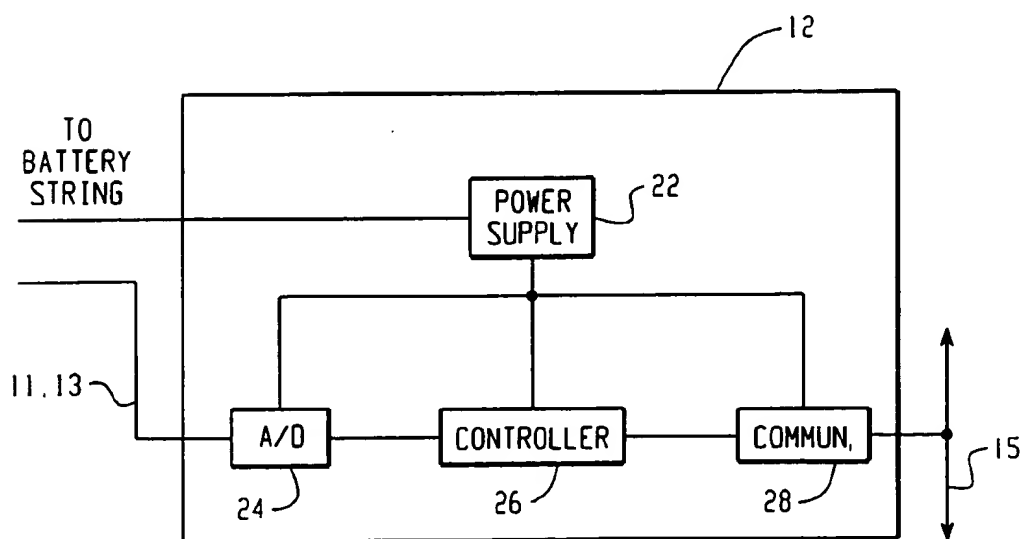 12
TO
BATTERY
STRING
POWER
SUPPLY
22
11,13
A/D
CONTROLLER
COMMUN.
24
26
28
15